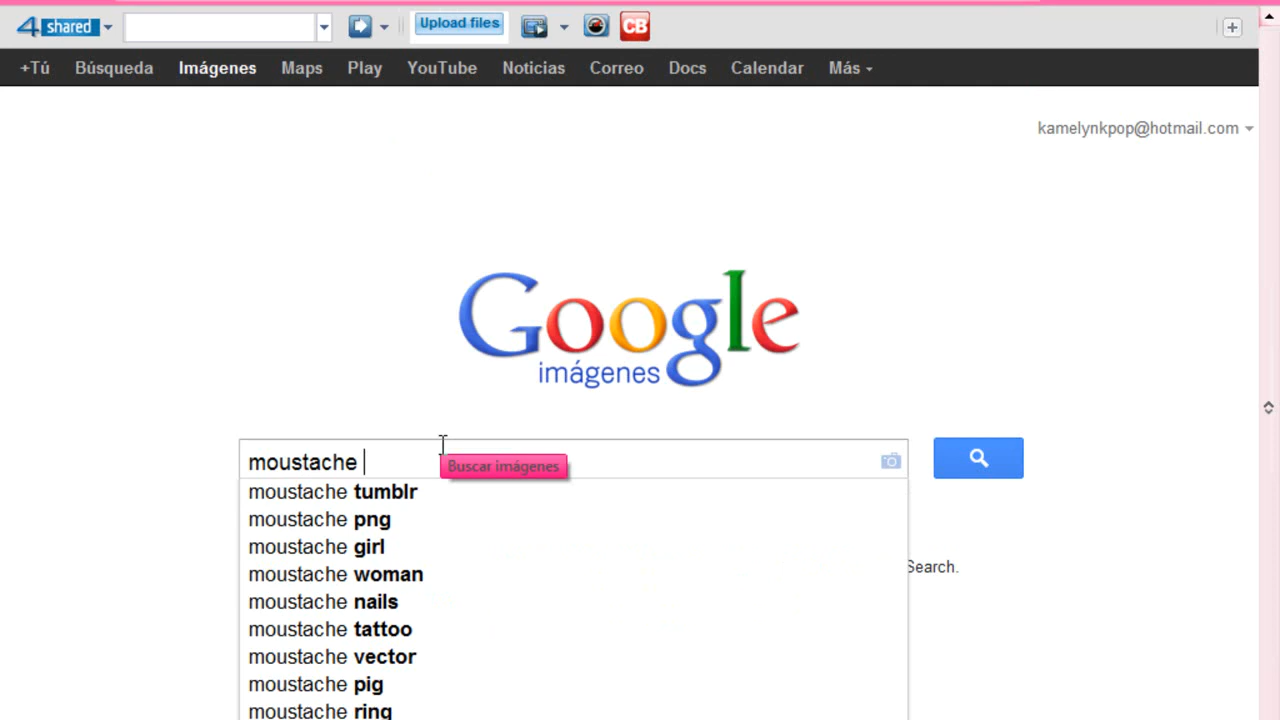 4shared Upload files CB
+Tú Búsqueda Imágenes Maps Play YouTube Noticias Correo Docs Calendar Más
kamelynkpop@hotmail.com
Google
imágenes
moustache
Buscar imágenes
moustache tumblr
moustache png
moustache girl
moustache woman
Search.
moustache nails
moustache tattoo
moustache vector
moustache pig
moustache ring